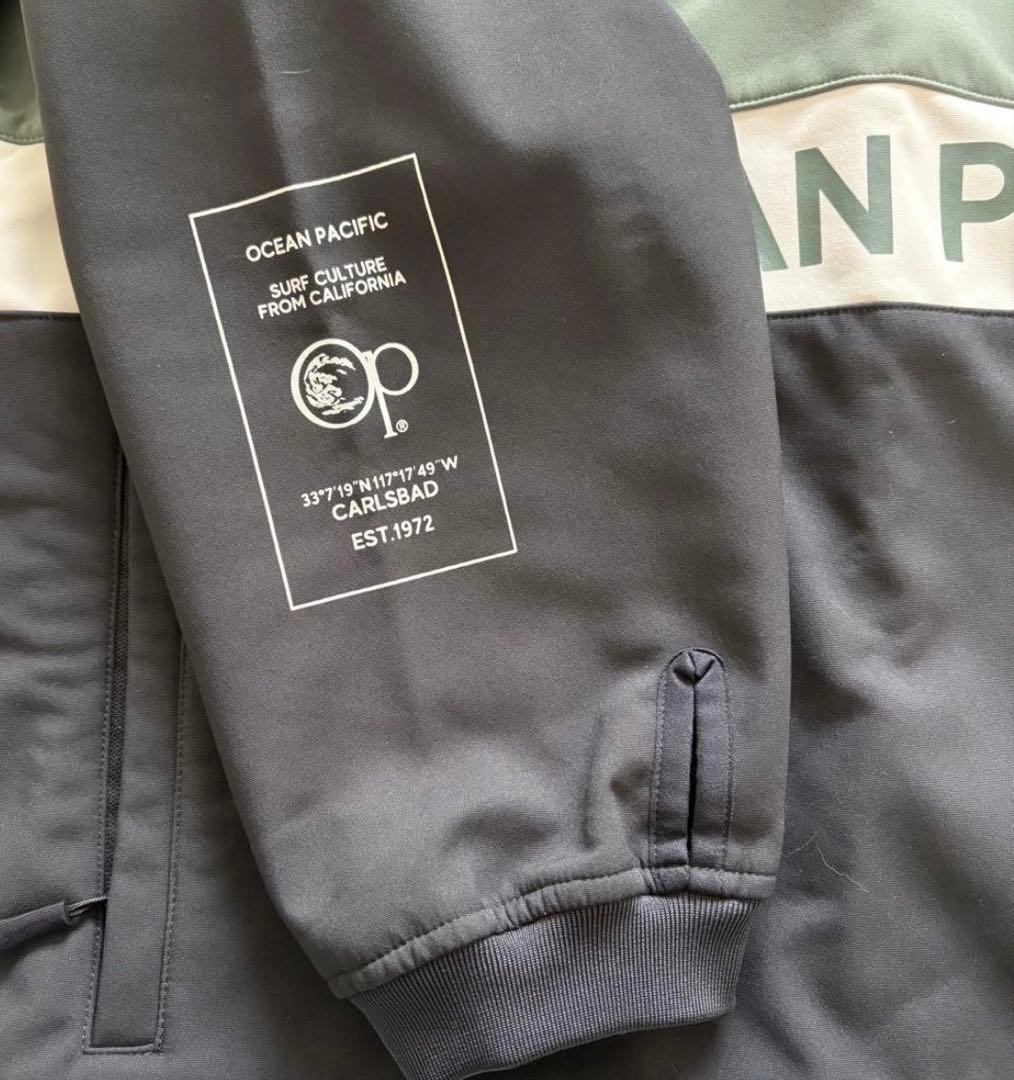 OCEAN PACIFIC
SURF CULTURE
FROM CALIFORNIA
Op®
33°7'19"N117°17'49"W
CARLSBAD
EST.1972
AN P